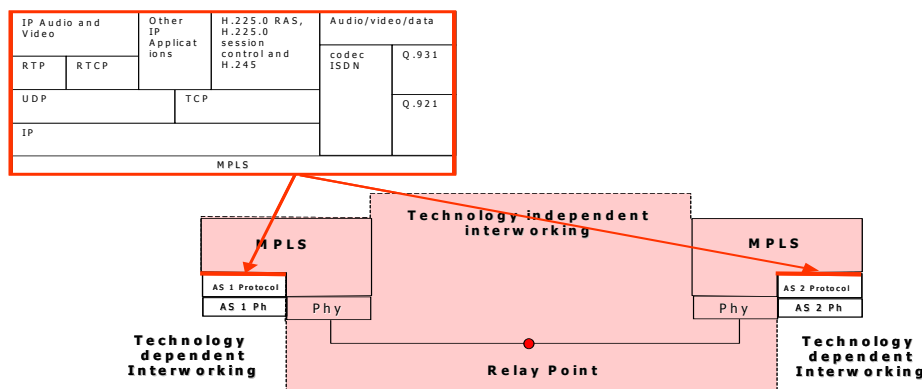 IP Audio and
Video
Other
IP
Applicat
ions
H.225.0 RAS,
H.225.0
session
control and
H.245
Audio/video/data
RTP
RTCP
codec
ISDN
Q.931
UDP
TCP
Q.921
IP
MPLS
Technology independent
interworking
MPLS
MPLS
AS 1 Protocol
AS 1 Ph
Phy
Phy
AS 2 Protocol
AS 2 Ph
Technology
dependent
Interworking
Relay Point
Technology
dependent
Interworking